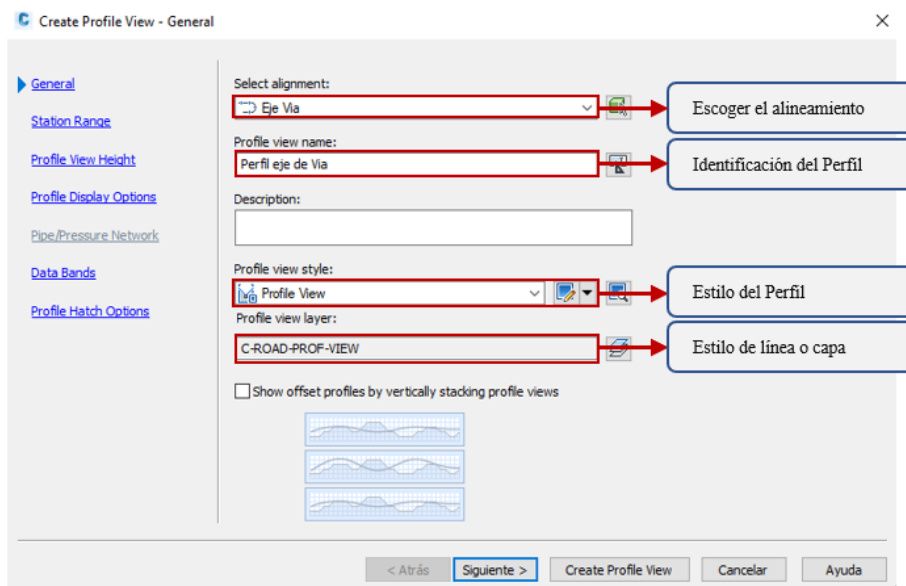 Create Profile View - General
General
Station Range
Profile View Height
Profile Display Options
Pipe/Pressure Network
Data Bands
Profile Hatch Options
Select alignment:
Eje Via
Escoger el alineamiento
Profile view name:
Perfil eje de Via
Identificación del Perfíl
Description:
Profile view style:
Profile View
Estilo del Perfíl
Profile view layer:
C-ROAD-PROF-VIEW
Estilo de línea o capa
Show offset profiles by vertically stacking profile views
< Atrás
Siguiente >
Create Profile View
Cancelar
Ayuda